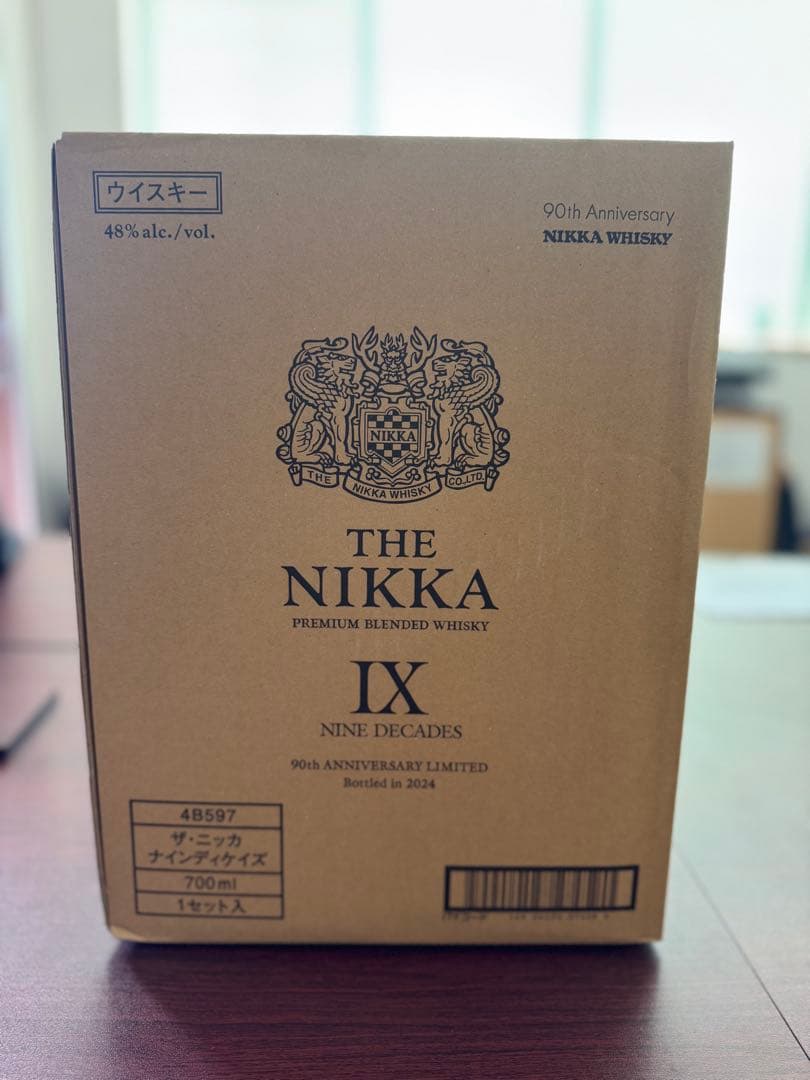 ウイスキー
48%alc./vol.
90th Anniversary
NIKKA WHISKY
NIKKA
THE NIKKA WHISKY CO.,LTD.
THE
NIKKA
PREMIUM BLENDED WHISKY
IX
NINE DECADES
90th ANNIVERSARY LIMITED
Bottled in 2024
4B597
ザ・ニッカ
ナインディケイズ
700ml
1セット入